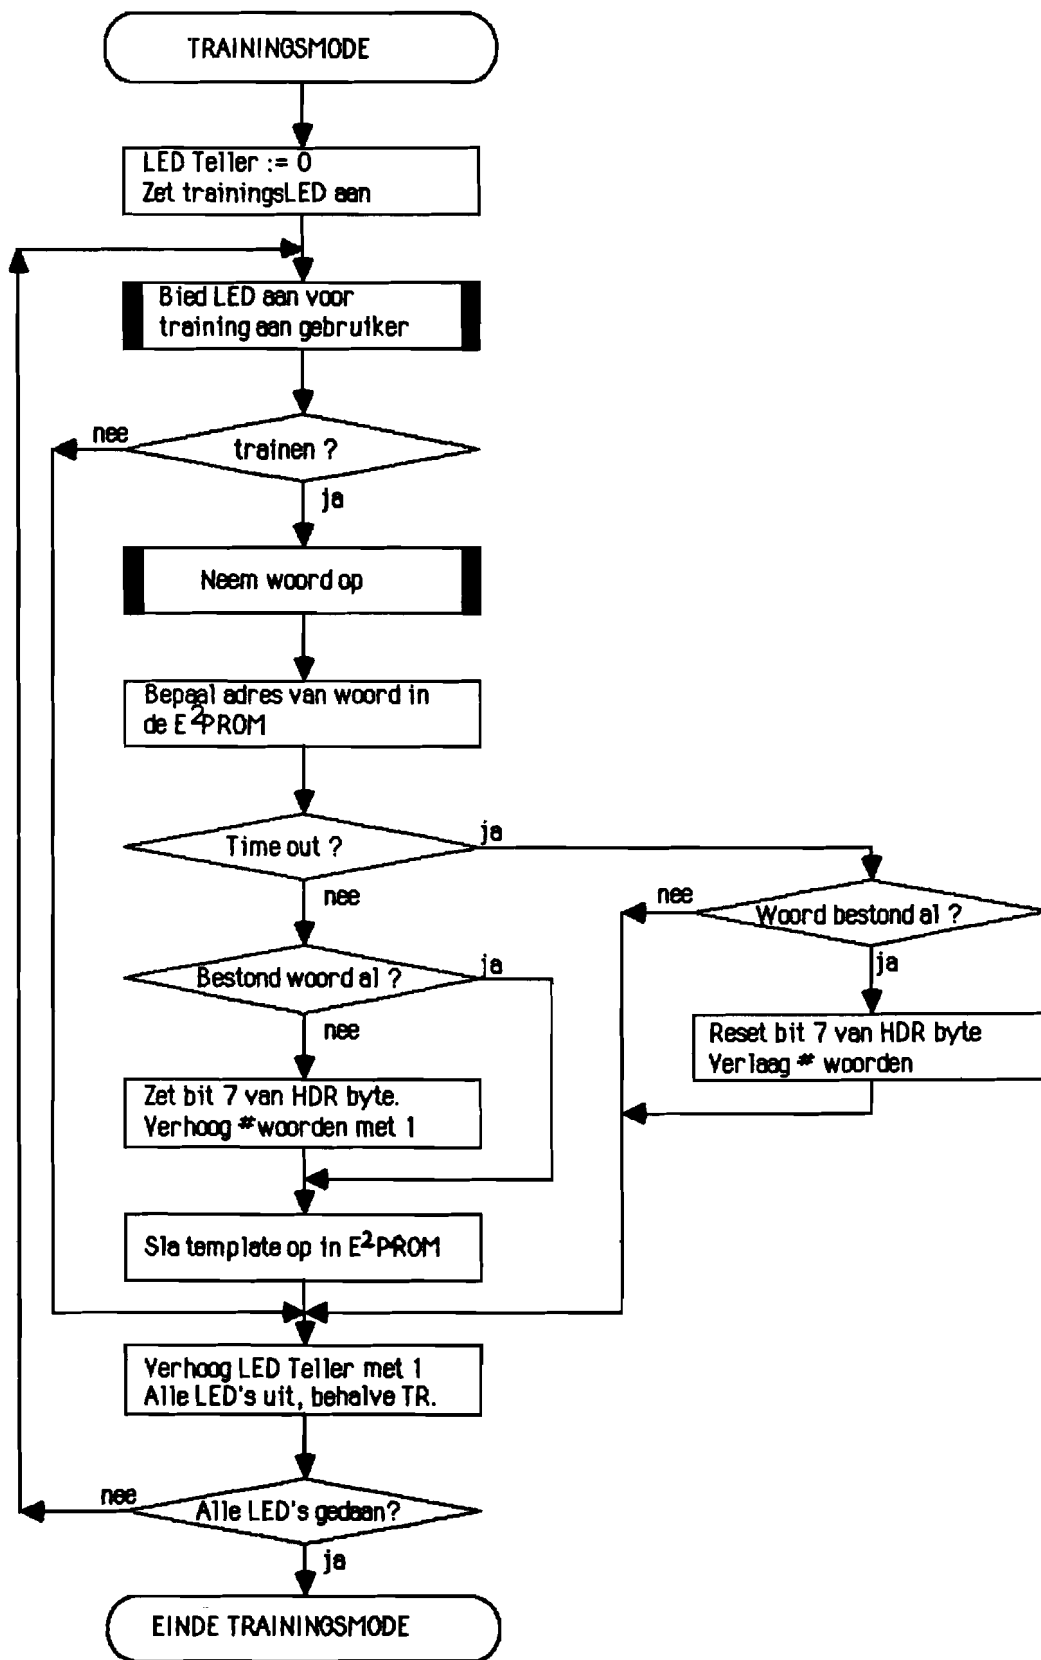 TRAININGSMODE
LED Teller := 0
Zet trainingsLED aan
Bied LED aan voor
training aan gebruiker
nee
trainen ?
ja
Neem woord op
Bepaal adres van woord in
de E²PROM
Time out ?
ja
nee
nee
Woord bestond al ?
ja
Bestond woord al ?
ja
nee
Reset bit 7 van HDR byte
Verlaag # woorden
Zet bit 7 van HDR byte.
Verhoog #woorden met 1
Sla template op in E²PROM
Verhoog LED Teller met 1
Alle LED's uit, behalve TR.
nee
Alle LED's gedaan?
ja
EINDE TRAININGSMODE